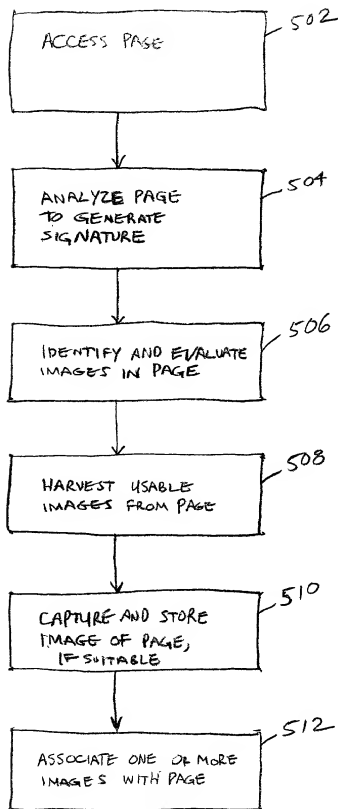 502
ACCESS PAGE
504
ANALYZE PAGE
TO GENERATE
SIGNATURE
506
IDENTIFY AND EVALUATE
IMAGES IN PAGE
508
HARVEST USABLE
IMAGES FROM PAGE
510
CAPTURE AND STORE
IMAGE OF PAGE,
IF SUITABLE
512
ASSOCIATE ONE OR MORE
IMAGES WITH PAGE